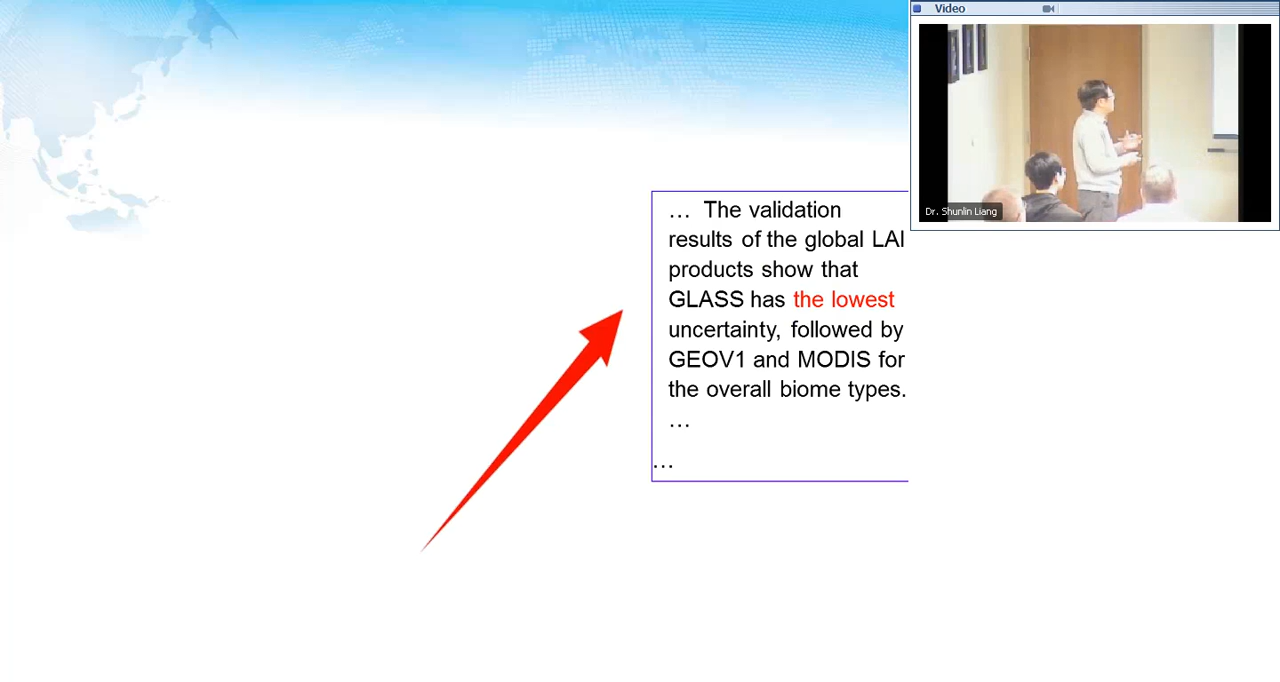 Video
Dr. Shunlin Liang
… The validation
results of the global LAI
products show that
GLASS has the lowest
uncertainty, followed by
GEOV1 and MODIS for
the overall biome types.
…
…